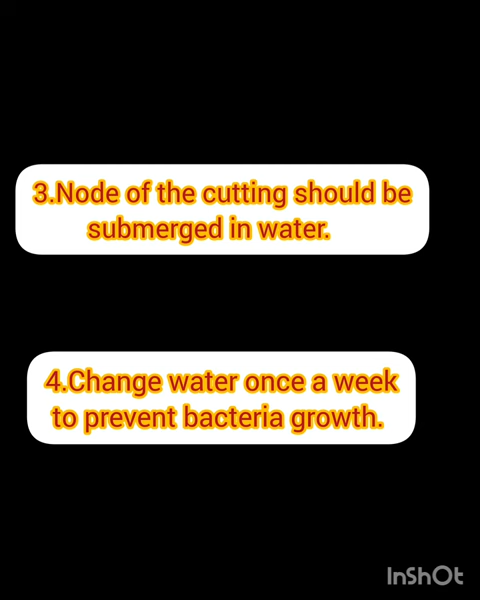 3.Node of the cutting should be
submerged in water.
4.Change water once a week
to prevent bacteria growth.
InShOt